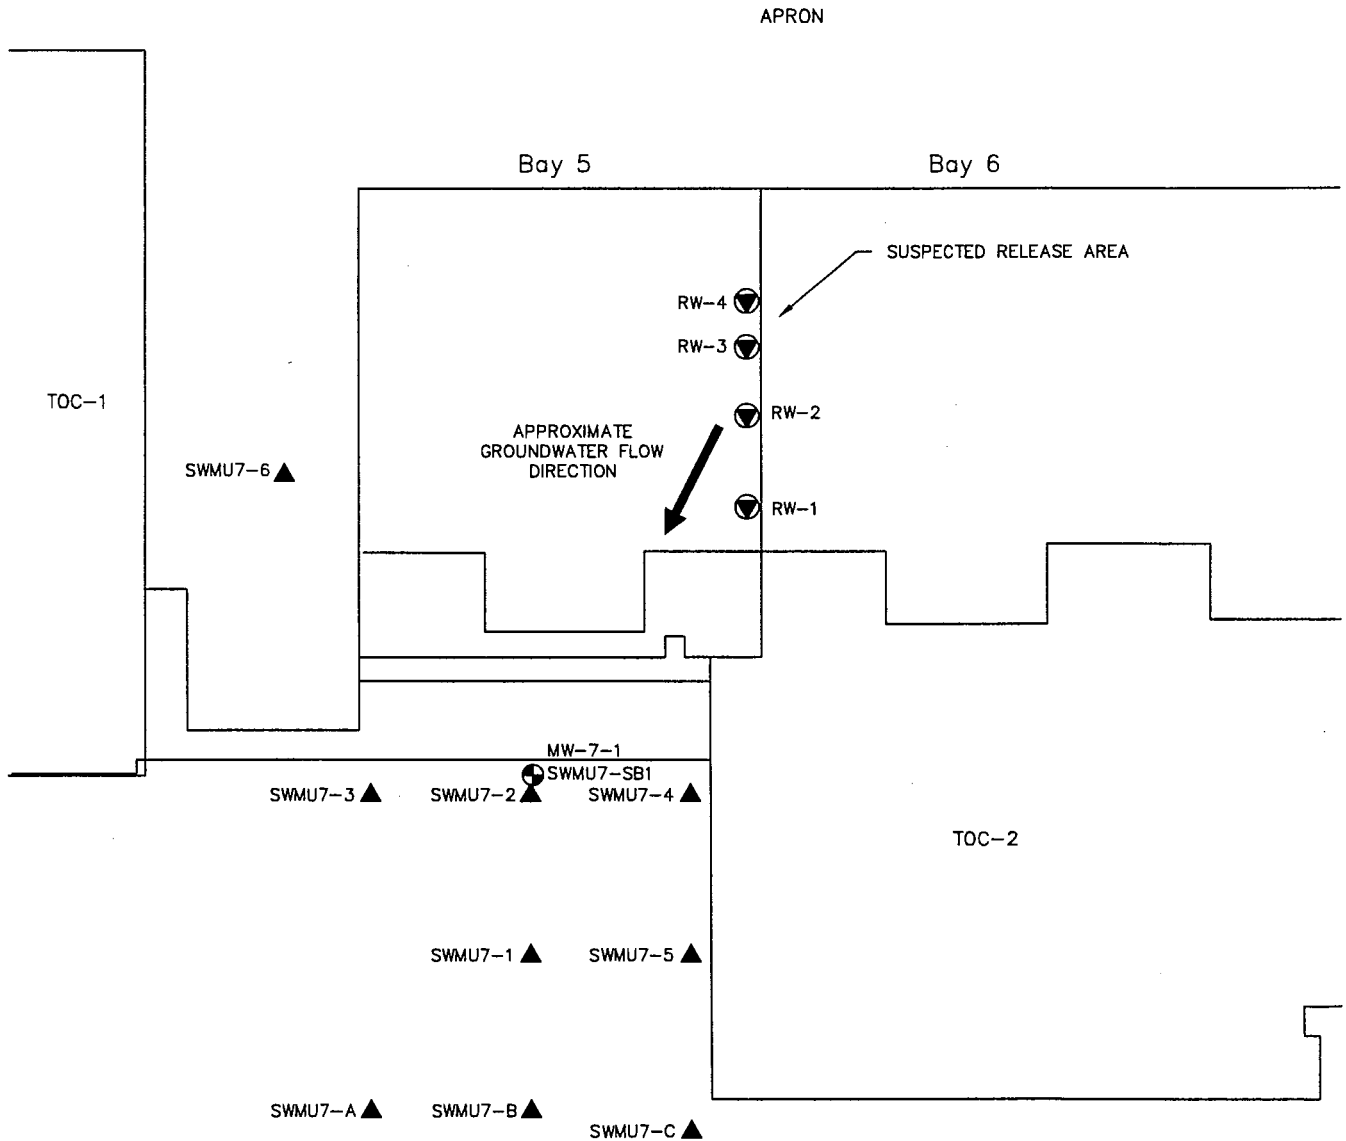 APRON
Bay 5
Bay 6
SUSPECTED RELEASE AREA
RW-4
RW-3
TOC-1
RW-2
APPROXIMATE
GROUNDWATER FLOW
DIRECTION
SWMU7-6
RW-1
MW-7-1
SWMU7-SB1
SWMU7-3
SWMU7-2
SWMU7-4
TOC-2
SWMU7-1
SWMU7-5
SWMU7-A
SWMU7-B
SWMU7-C